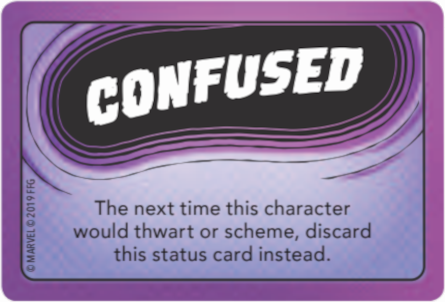 CONFUSED
The next time this character
would thwart or scheme, discard
this status card instead.
© MARVEL © 2019 FFG